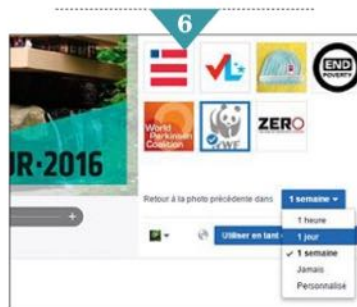 6
END
POVERTY
World
Parkinson
Coalition
WWF
ZERO
UR·2016
Retour à la photo précédente dans
1 semaine
1 heure
1 jour
Utiliser en tant
1 semaine
Jamais
Personnalisé